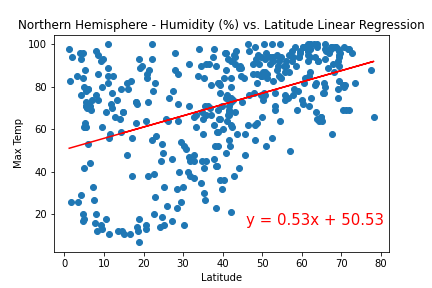 Northern Hemisphere - Humidity (%) vs. Latitude Linear Regression
100
80
60
40
20
Max Temp
y = 0.53x + 50.53
0 10 20 30 40 50 60 70 80
Latitude